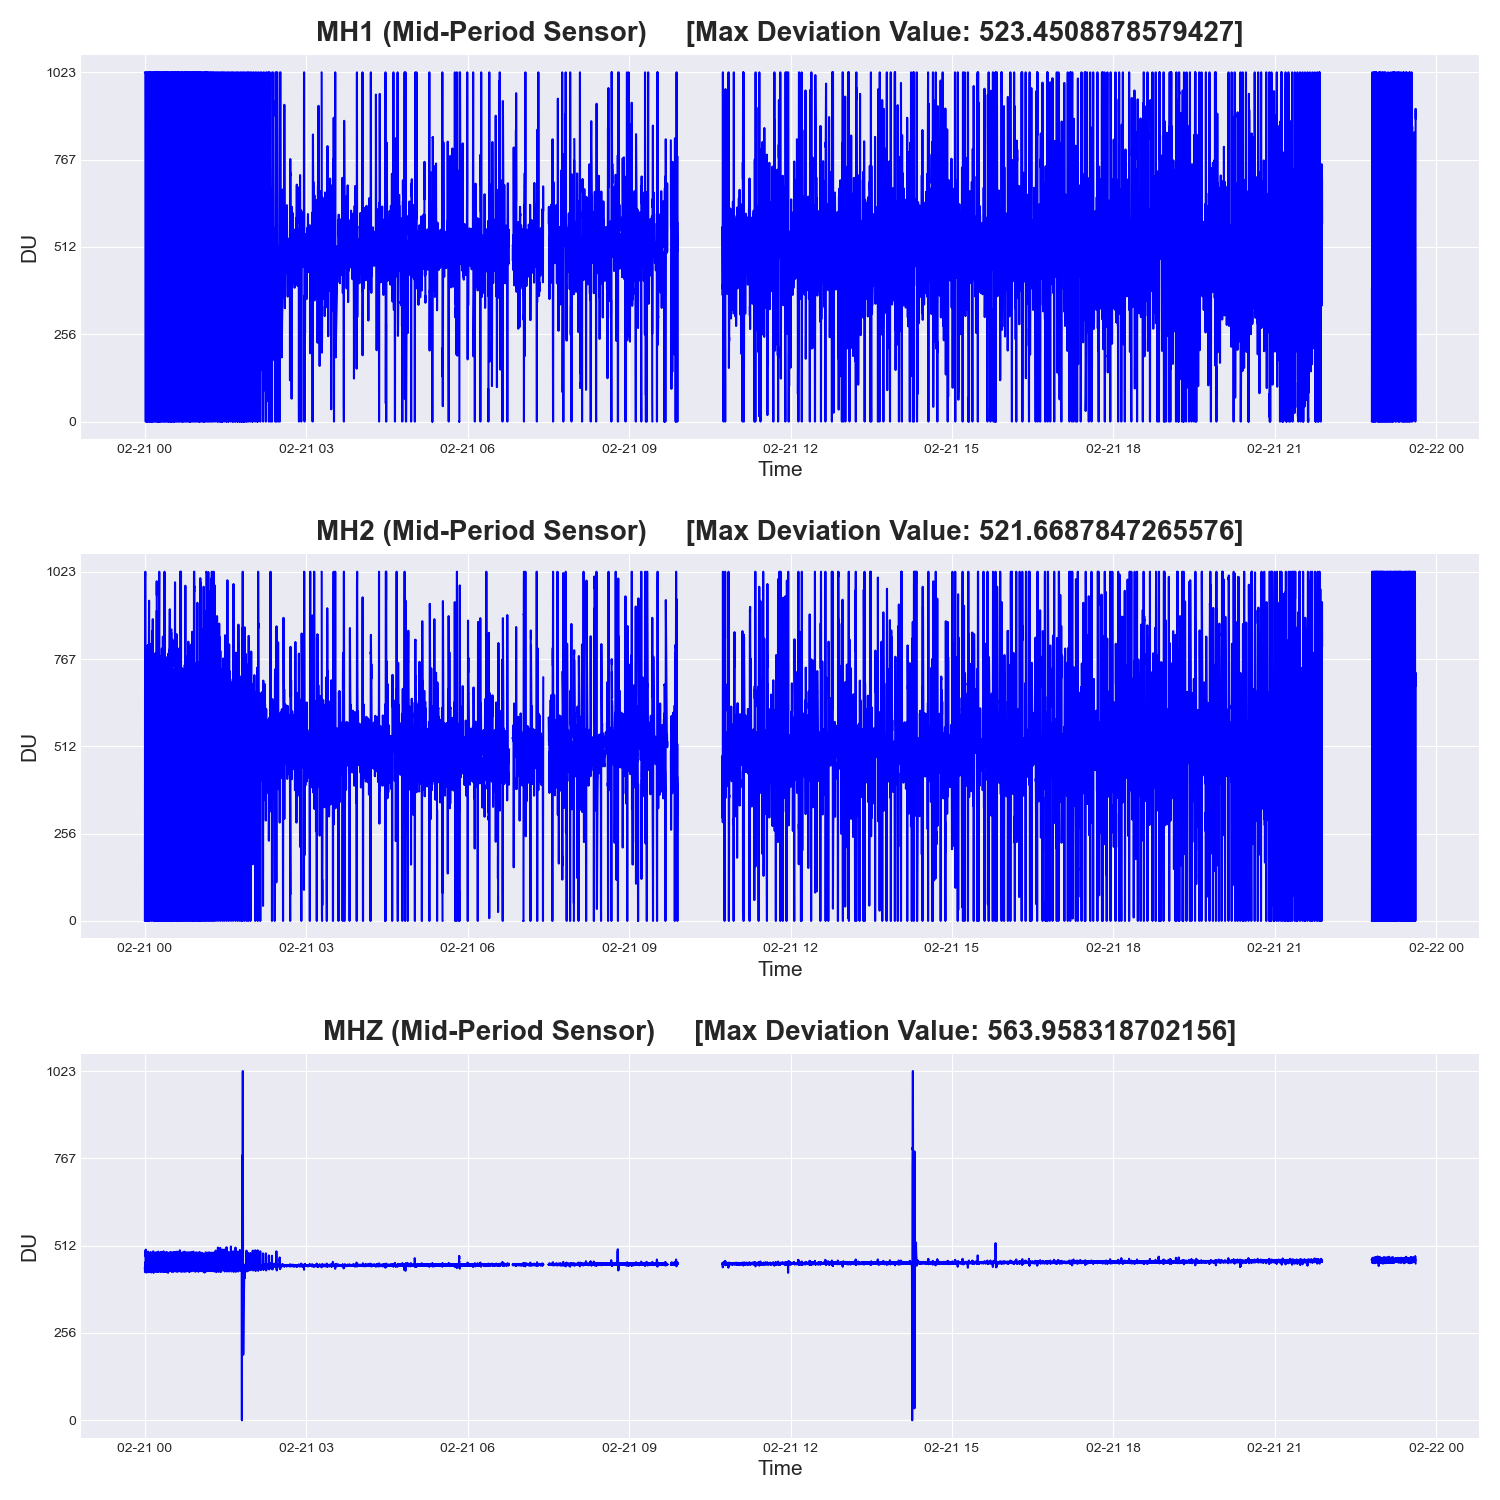 MH1 (Mid-Period Sensor) [Max Deviation Value: 523.4508878579427]
1023
767
512
256
0
DU
02-21 00 02-21 03 02-21 06 02-21 09 02-21 12 02-21 15 02-21 18 02-21 21 02-22 00
Time
MH2 (Mid-Period Sensor) [Max Deviation Value: 521.6687847265576]
1023
767
512
256
0
DU
02-21 00 02-21 03 02-21 06 02-21 09 02-21 12 02-21 15 02-21 18 02-21 21 02-22 00
Time
MHZ (Mid-Period Sensor) [Max Deviation Value: 563.958318702156]
1023
767
512
256
0
DU
02-21 00 02-21 03 02-21 06 02-21 09 02-21 12 02-21 15 02-21 18 02-21 21 02-22 00
Time